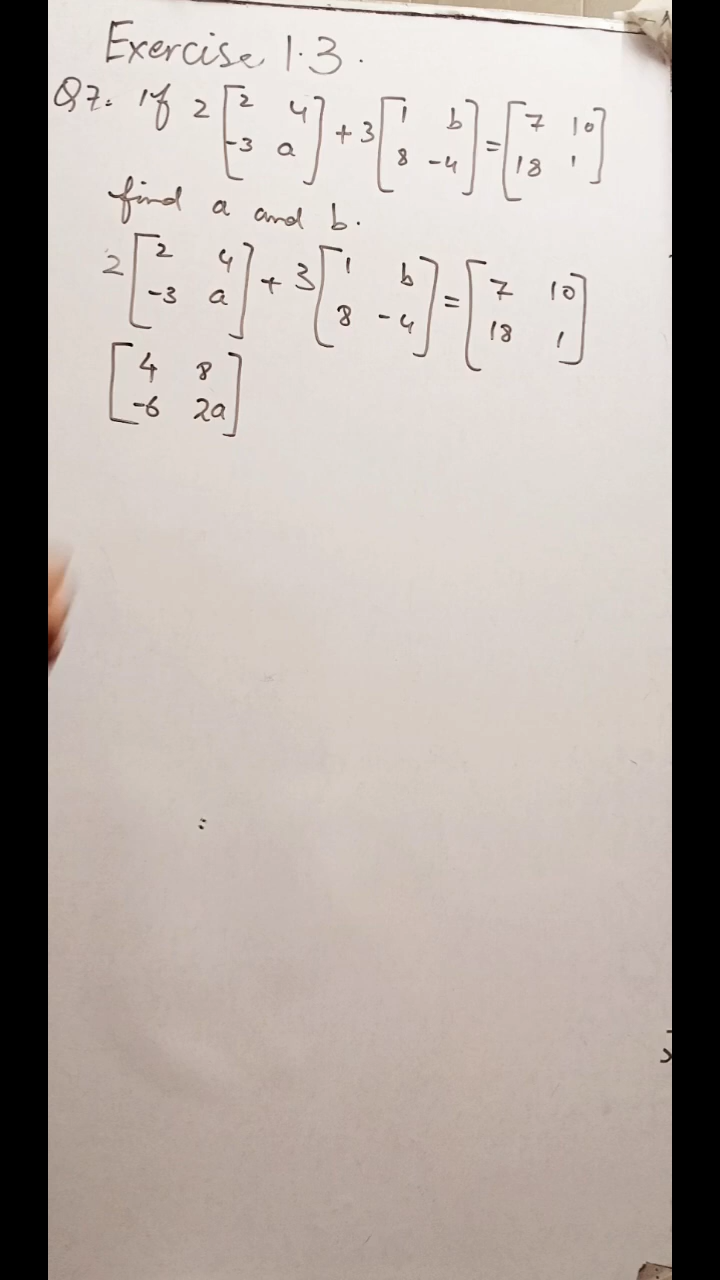 Exercise 1.3.
Q7. If 2 [2 4 -3 a] + 3 [1 b 8 -4] = [7 10 18 1]
find a and b.
2 [2 4 -3 a] + 3 [1 b 8 -4] = [7 10 18 1]
[4 8 -6 2a]